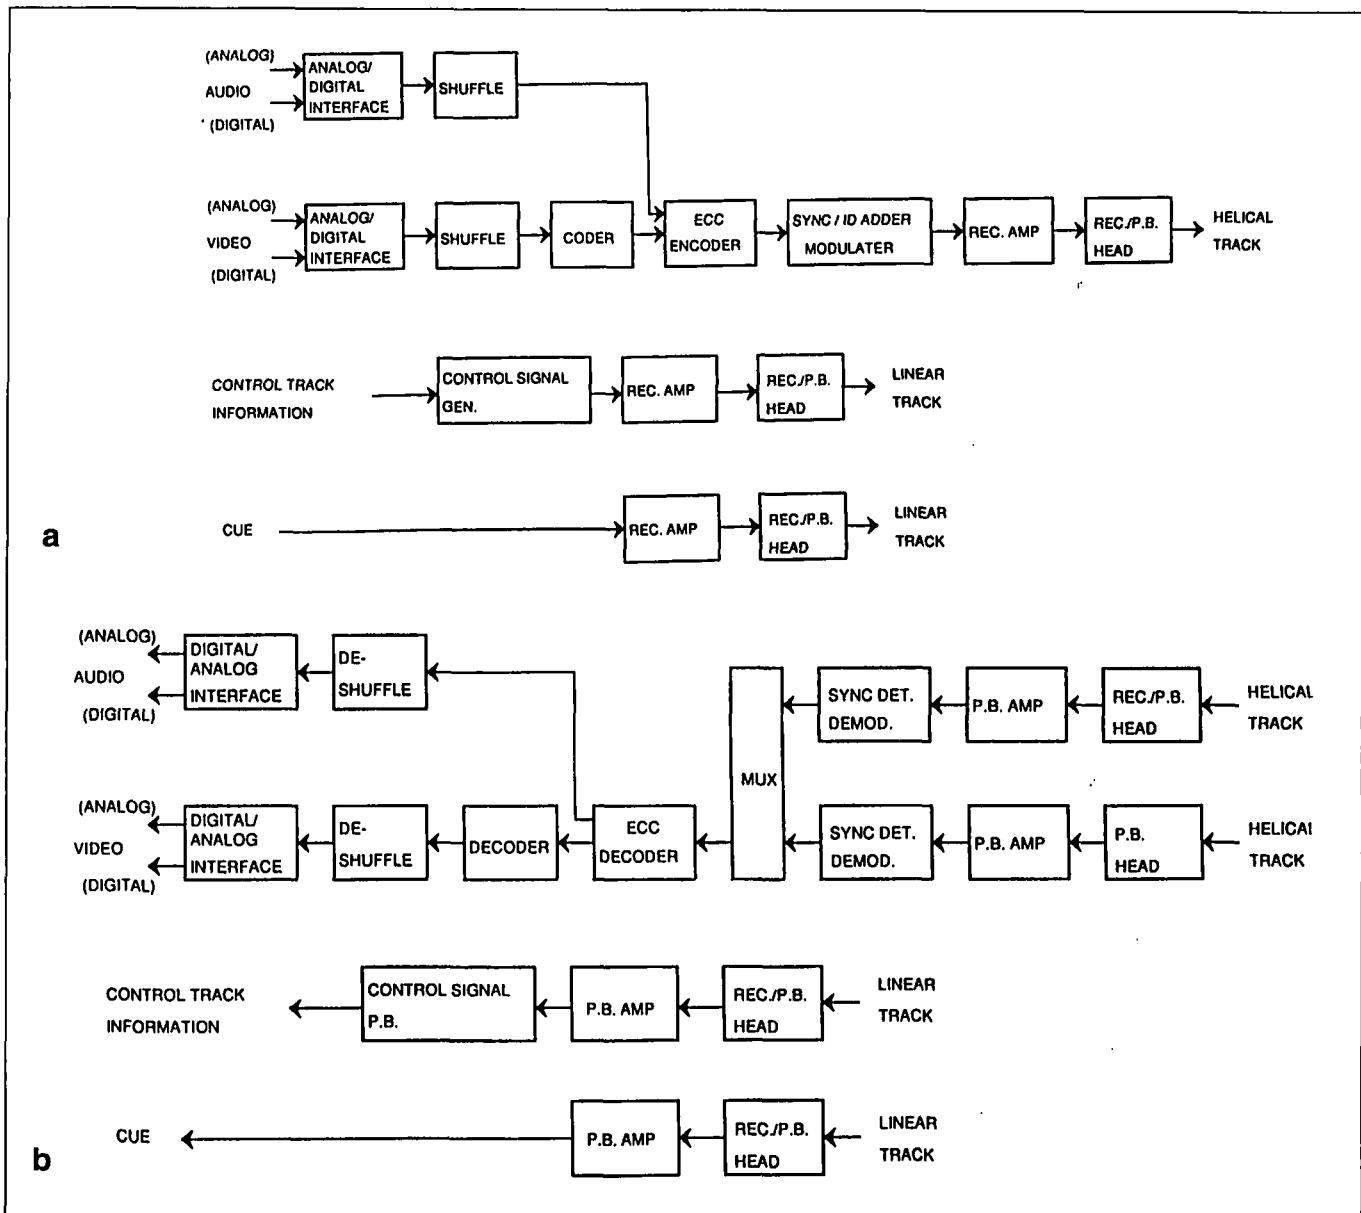 (ANALOG)
AUDIO
(DIGITAL)
ANALOG/
DIGITAL
INTERFACE
SHUFFLE
(ANALOG)
VIDEO
(DIGITAL)
ANALOG/
DIGITAL
INTERFACE
SHUFFLE
CODER
ECC
ENCODER
SYNC / ID ADER
MODULATER
REC. AMP
REC./P.B.
HEAD
HELICAL
TRACK
CONTROL TRACK
INFORMATION
CONTROL SIGNAL
GEN.
REC. AMP
REC./P.B.
HEAD
LINEAR
TRACK
a
CUE
REC. AMP
REC./P.B.
HEAD
LINEAR
TRACK
(ANALOG)
AUDIO
(DIGITAL)
DIGITAL/
ANALOG
INTERFACE
DE-
SHUFFLE
MUX
SYNC DET.
DEMOD.
P.B. AMP
REC./P.B.
HEAD
HELICAL
TRACK
(ANALOG)
VIDEO
(DIGITAL)
DIGITAL/
ANALOG
INTERFACE
DE-
SHUFFLE
DECODER
ECC
DECODER
SYNC DET.
DEMOD.
P.B. AMP
P.B.
HEAD
HELICAL
TRACK
CONTROL TRACK
INFORMATION
CONTROL SIGNAL
P.B.
P.B. AMP
REC./P.B.
HEAD
LINEAR
TRACK
b
CUE
P.B. AMP
REC./P.B.
HEAD
LINEAR
TRACK